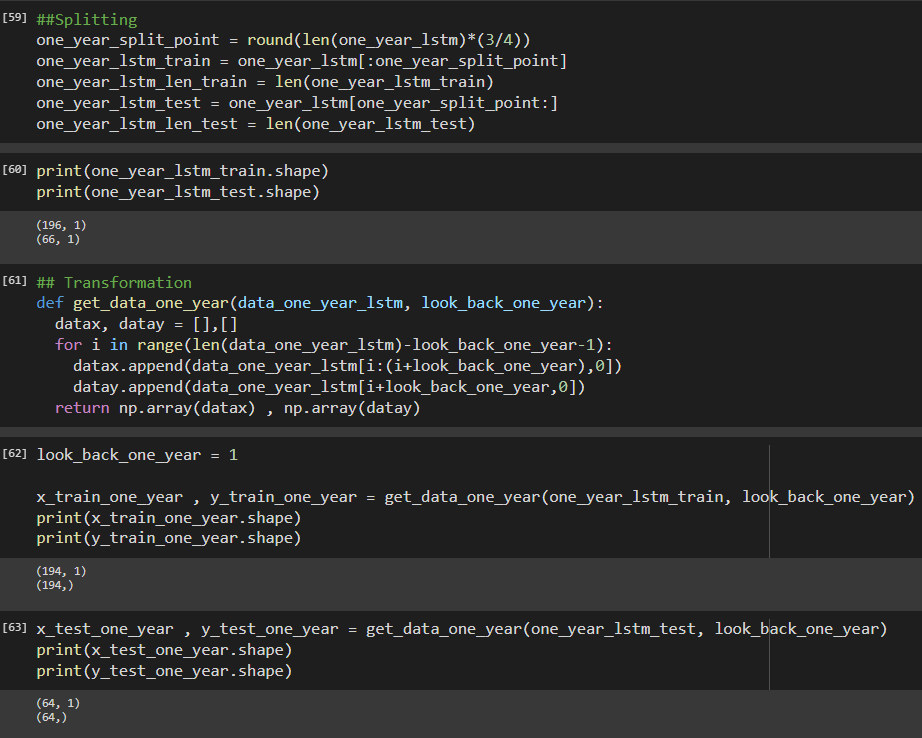 [59] ##Splitting
one_year_split_point = round(len(one_year_lstm)*(3/4))
one_year_lstm_train = one_year_lstm[:one_year_split_point]
one_year_lstm_len_train = len(one_year_lstm_train)
one_year_lstm_test = one_year_lstm[one_year_split_point:]
one_year_lstm_len_test = len(one_year_lstm_test)
[60] print(one_year_lstm_train.shape)
print(one_year_lstm_test.shape)
(196, 1)
(66, 1)
[61] ## Transformation
def get_data_one_year(data_one_year_lstm, look_back_one_year):
  datax, datay = [],[]
  for i in range(len(data_one_year_lstm)-look_back_one_year-1):
    datax.append(data_one_year_lstm[i:(i+look_back_one_year),0])
    datay.append(data_one_year_lstm[i+look_back_one_year,0])
  return np.array(datax) , np.array(datay)
[62] look_back_one_year = 1
x_train_one_year , y_train_one_year = get_data_one_year(one_year_lstm_train, look_back_one_year)
print(x_train_one_year.shape)
print(y_train_one_year.shape)
(194, 1)
(194,)
[63] x_test_one_year , y_test_one_year = get_data_one_year(one_year_lstm_test, look_back_one_year)
print(x_test_one_year.shape)
print(y_test_one_year.shape)
(64, 1)
(64,)